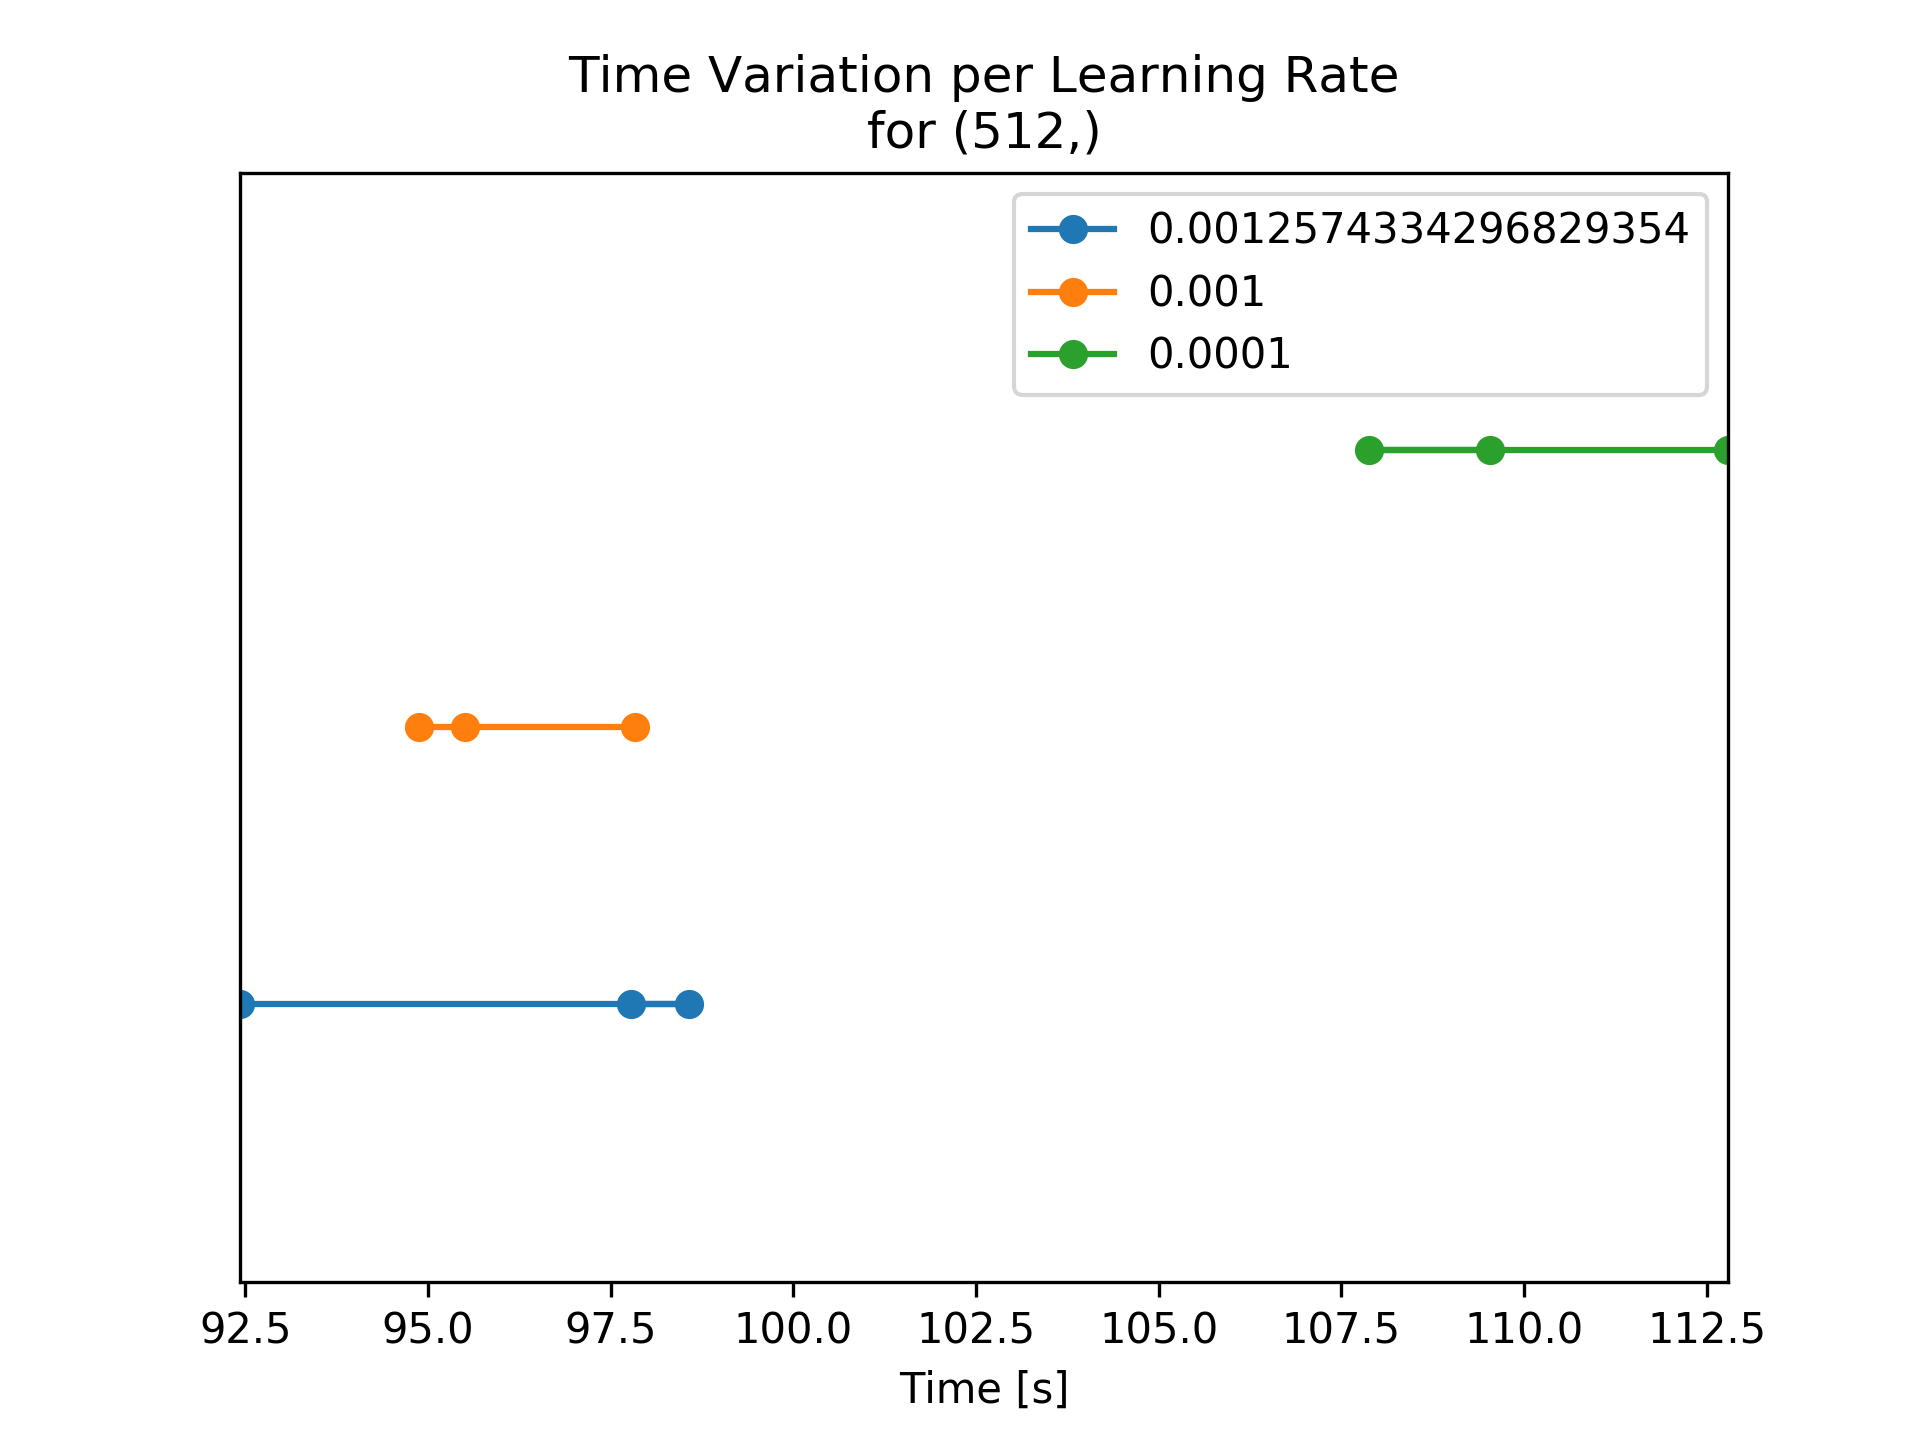 Time Variation per Learning Rate
for (512,)
0.0012574334296829354
0.001
0.0001
92.5 95.0 97.5 100.0 102.5 105.0 107.5 110.0 112.5
Time [s]